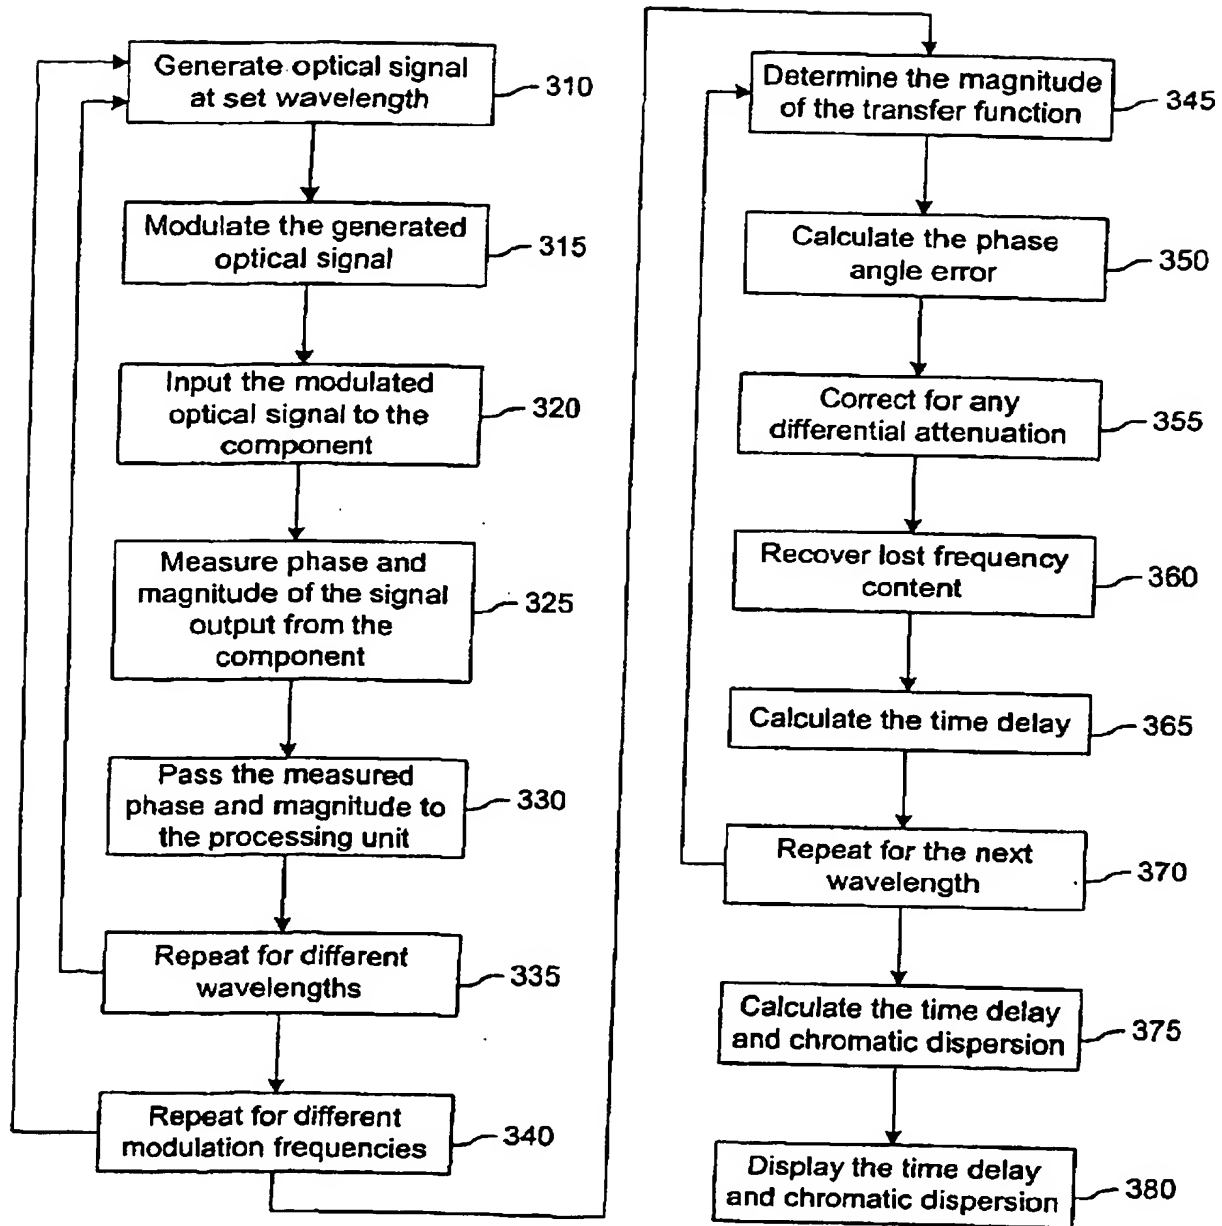 Generate optical signal
at set wavelength
310
Modulate the generated
optical signal
315
Input the modulated
optical signal to the
component
320
Measure phase and
magnitude of the signal
output from the
component
325
Pass the measured
phase and magnitude to
the processing unit
330
Repeat for different
wavelengths
335
Repeat for different
modulation frequencies
340
Determine the magnitude
of the transfer function
345
Calculate the phase
angle error
350
Correct for any
differential attenuation
355
Recover lost frequency
content
360
Calculate the time delay
365
Repeat for the next
wavelength
370
Calculate the time delay
and chromatic dispersion
375
Display the time delay
and chromatic dispersion
380